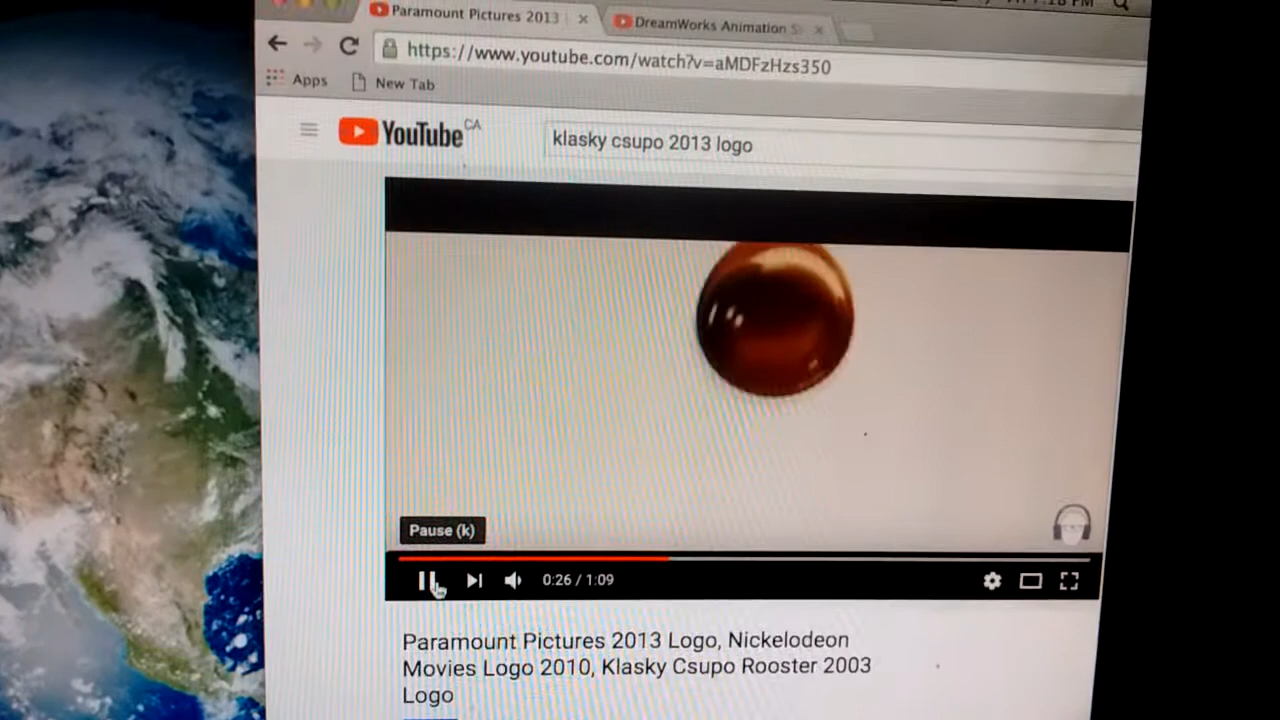 Paramount Pictures 2013
DreamWorks Animation
https://www.youtube.com/watch?v=aMDFzHzs350
Apps
New Tab
YouTube CA
klasky csupo 2013 logo
Pause (k)
0:26 / 1:09
Paramount Pictures 2013 Logo, Nickelodeon
Movies Logo 2010, Klasky Csupo Rooster 2003
Logo